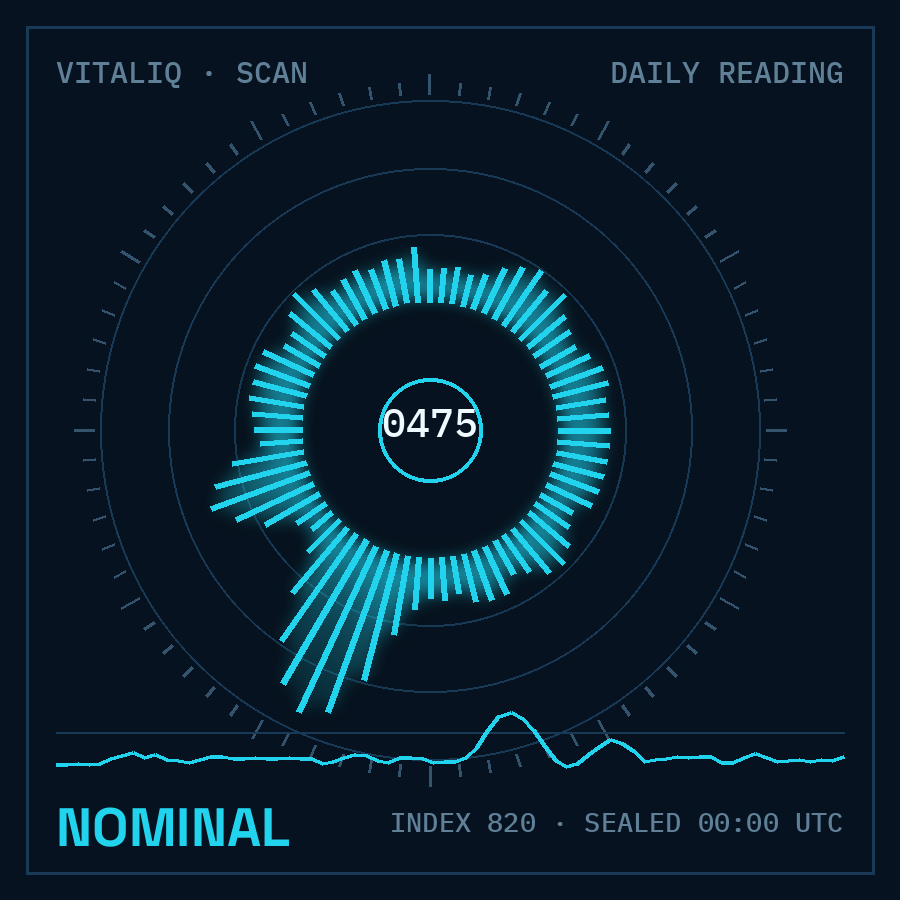 VITALIQ · SCAN
DAILY READING
0475
NOMINAL
INDEX 820 · SEALED 00:00 UTC